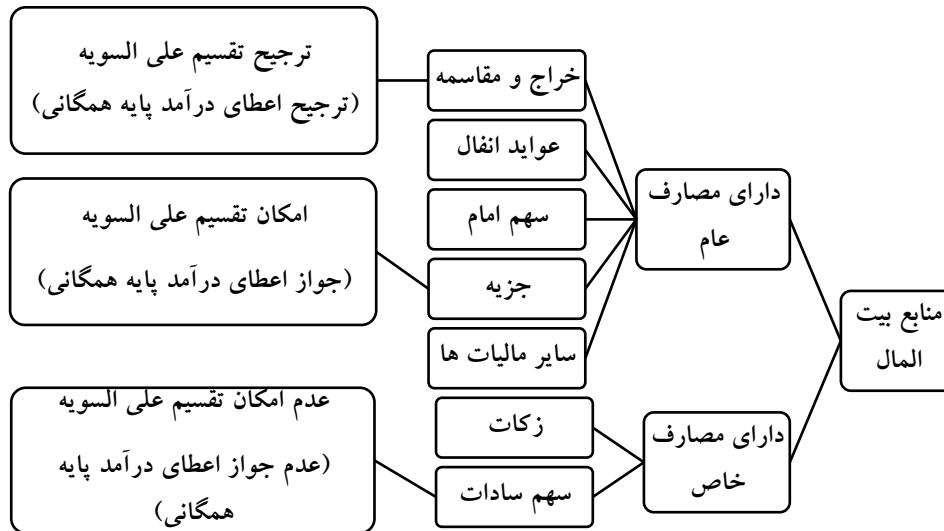 منابع بیت
المال
دارای مصارف
عام
خراج و مقاسمه
عواید انفال
سهم امام
جزیه
سایر مالیات ها
ترجیح تقسیم علی السویه
(ترجیح اعطای درآمد پایه همگانی)
امکان تقسیم علی السویه
(جواز اعطای درآمد پایه همگانی)
دارای مصارف
خاص
زکات
سهم سادات
عدم امکان تقسیم علی السویه
(عدم جواز اعطای درآمد پایه
همگانی)